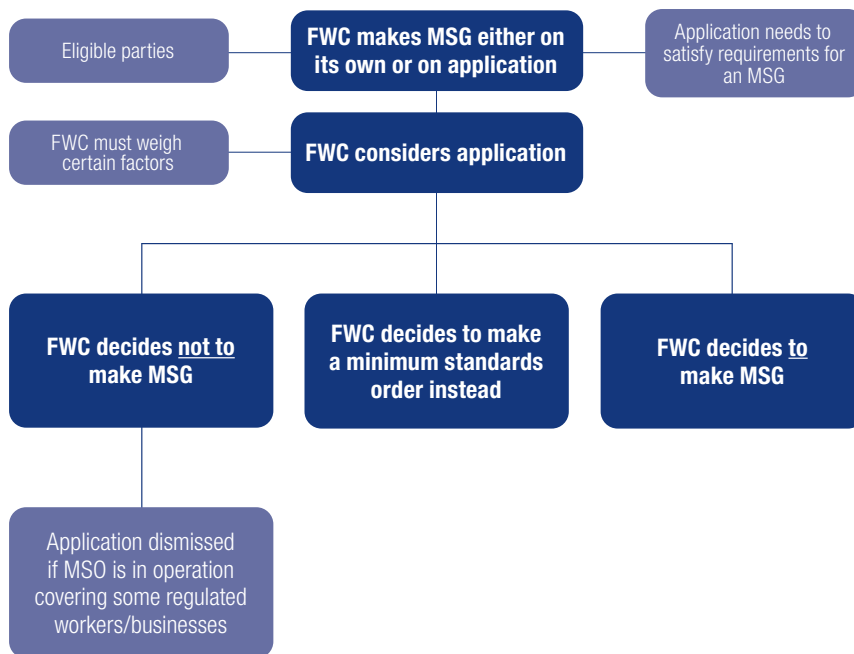 Eligible parties
FWC makes MSG either on
its own or on application
Application needs to
satisfy requirements for
an MSG
FWC must weigh
certain factors
FWC considers application
FWC decides not to
make MSG
FWC decides to make
a minimum standards
order instead
FWC decides to
make MSG
Application dismissed
if MSO is in operation
covering some regulated
workers/businesses